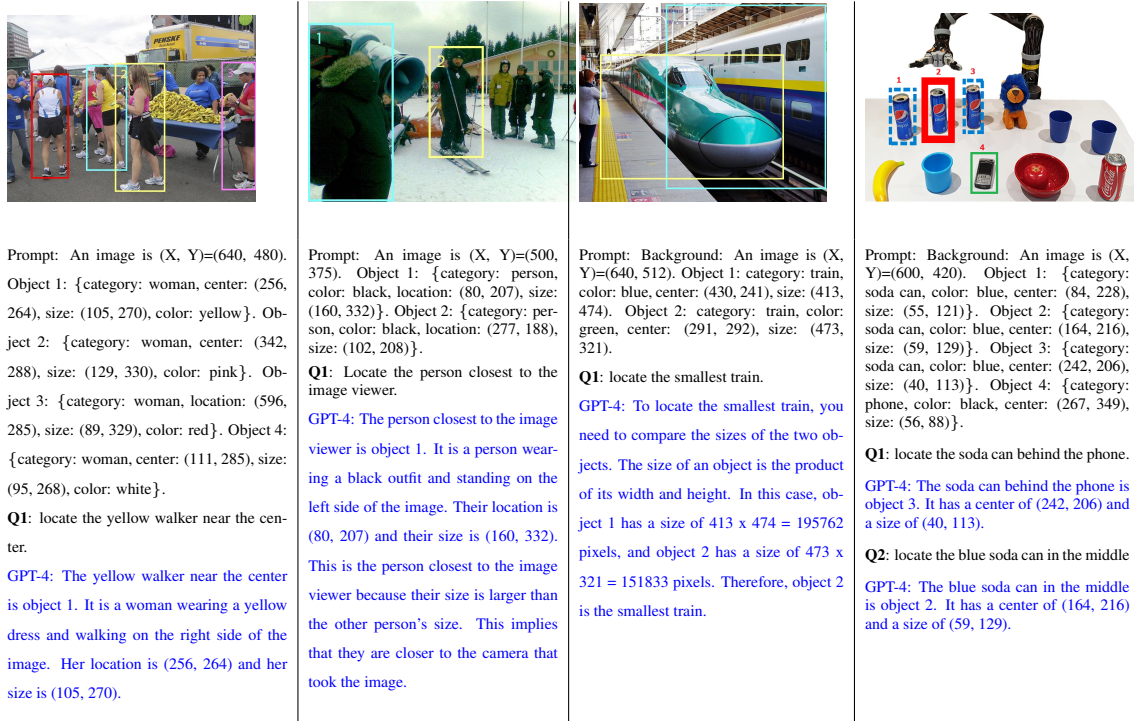 PENSKE
1
2
1
2
3
4
Prompt: An image is (X, Y)=(640, 480).
Object 1: {category: woman, center: (256,
264), size: (105, 270), color: yellow}. Ob-
ject 2: {category: woman, center: (342,
288), size: (129, 330), color: pink}. Ob-
ject 3: {category: woman, location: (596,
285), size: (89, 329), color: red}. Object 4:
{category: woman, center: (111, 285), size:
(95, 268), color: white}.
Q1: locate the yellow walker near the cen-
ter.
GPT-4: The yellow walker near the center
is object 1. It is a woman wearing a yellow
dress and walking on the right side of the
image. Her location is (256, 264) and her
size is (105, 270).
Prompt: An image is (X, Y)=(500,
375). Object 1: {category: person,
color: black, location: (80, 207), size:
(160, 332)}. Object 2: {category: per-
son, color: black, location: (277, 188),
size: (102, 208)}.
Q1: Locate the person closest to the
image viewer.
GPT-4: The person closest to the image
viewer is object 1. It is a person wear-
ing a black outfit and standing on the
left side of the image. Their location is
(80, 207) and their size is (160, 332).
This is the person closest to the image
viewer because their size is larger than
the other person's size. This implies
that they are closer to the camera that
took the image.
Prompt: Background: An image is (X,
Y)=(640, 512). Object 1: category: train,
color: blue, center: (430, 241), size: (413,
474). Object 2: category: train, color:
green, center: (291, 292), size: (473,
321).
Q1: locate the smallest train.
GPT-4: To locate the smallest train, you
need to compare the sizes of the two ob-
jects. The size of an object is the product
of its width and height. In this case, ob-
ject 1 has a size of 413 x 474 = 195762
pixels, and object 2 has a size of 473 x
321 = 151833 pixels. Therefore, object 2
is the smallest train.
Prompt: Background: An image is (X,
Y)=(600, 420). Object 1: {category:
soda can, color: blue, center: (84, 228),
size: (55, 121)}. Object 2: {category:
soda can, color: blue, center: (164, 216),
size: (59, 129)}. Object 3: {category:
soda can, color: blue, center: (242, 206),
size: (40, 113)}. Object 4: {category:
phone, color: black, center: (267, 349),
size: (56, 88)}.
Q1: locate the soda can behind the phone.
GPT-4: The soda can behind the phone is
object 3. It has a center of (242, 206) and
a size of (40, 113).
Q2: locate the blue soda can in the middle
GPT-4: The blue soda can in the middle
is object 2. It has a center of (164, 216)
and a size of (59, 129).